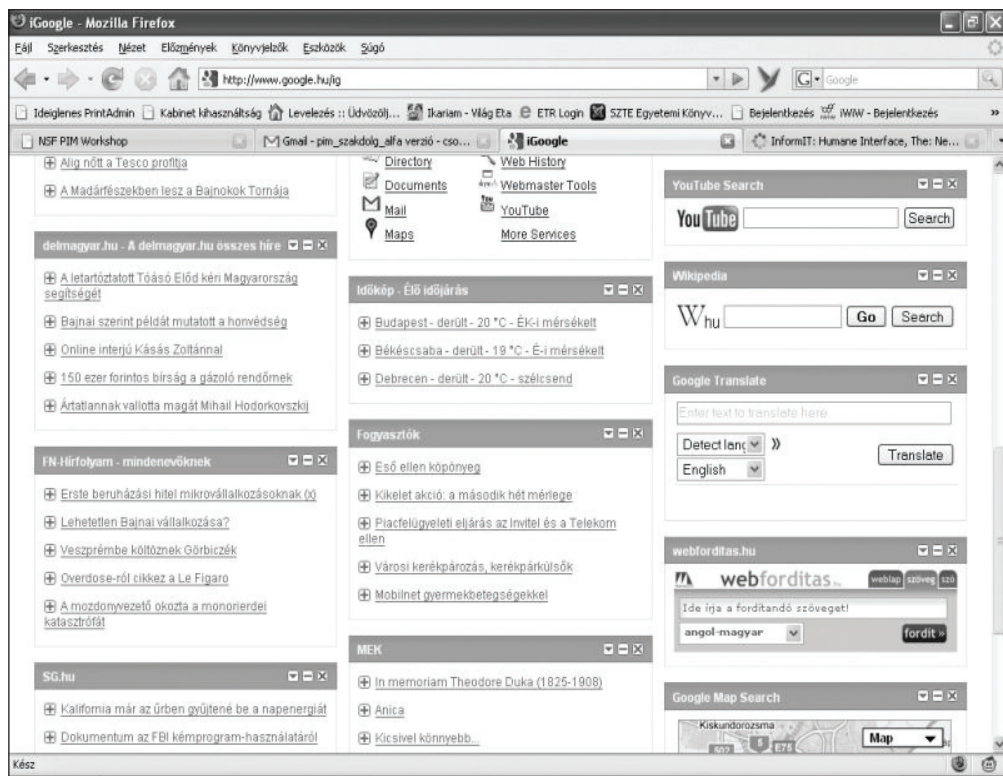 iGoogle - Mozilla Firefox
Fájl Szerkesztés Nézet Előzmények Könyvjelzők Eszközök Súgó
http://www.google.hu/ig
Google
Ideiglenes PrintAdmin Kabinet kihasználtság Levelezés :: Üdvözölj... Ikariam - Világ Eta ETR Login SZTE Egyetemi Könyv... Bejelentkezés iWiW - Bejelentkezés »
NSF PIM Workshop
Gmail - pim_szakdolg_alfa verzió - cso...
iGoogle
InformIT: Humane Interface, The: Ne...
Alig nőtt a Tesco profitja
A Madárfészekben lesz a Bajnokok Tornája
delmagyar.hu - A delmagyar.hu összes híre
A letartóztatott Tóásó Előd kéri Magyarország
segítségét
Bajnai szerint példát mutatott a honvédség
Online interjú Kásás Zoltánnal
150 ezer forintos bírság a gázoló rendőrnek
Ártatlannak vallotta magát Mihail Hodorkovszkij
FN-Hírfolyam - mindenevőknek
Erste beruházási hitel mikrovállalkozásoknak (x)
Lehetetlen Bajnai vállalkozása?
Veszprémbe költöznek Görbiczék
Overdose-ról cikkez a Le Figaro
A mozdonyvezető okozta a monorierdei
katasztrófát
SG.hu
Kalifornia már az űrben gyűjtené be a napenergiát
Dokumentum az FBI kémprogram-használatáról
Directory Web History
Documents Webmaster Tools
Mail YouTube
Maps More Services
Időkép - Élő időjárás
Budapest - derült - 20 °C - ÉK-i mérsékelt
Békéscsaba - derült - 19 °C - É-i mérsékelt
Debrecen - derült - 20 °C - szélcsend
Fogyasztók
Eső ellen köpönyeg
Kikelet akció: a második hét mérlege
Piacfelügyeleti eljárás az Invitel és a Telekom
ellen
Városi kerékpározás, kerékpárkülsők
Mobilnet gyermekbetegségekkel
MEK
In memoriam Theodore Duka (1825-1908)
Anica
Kicsivel könnyebb...
YouTube Search
YouTube Search
Wikipedia
W hu Go Search
Google Translate
Enter text to translate here
Detect lang »
English
Translate
webforditas.hu
webforditas weblap szöveg szó
Ide írja a fordítandó szöveget!
angol-magyar fordít »
Google Map Search
Kiskundorozsma
502 5 E75
Map
Kész